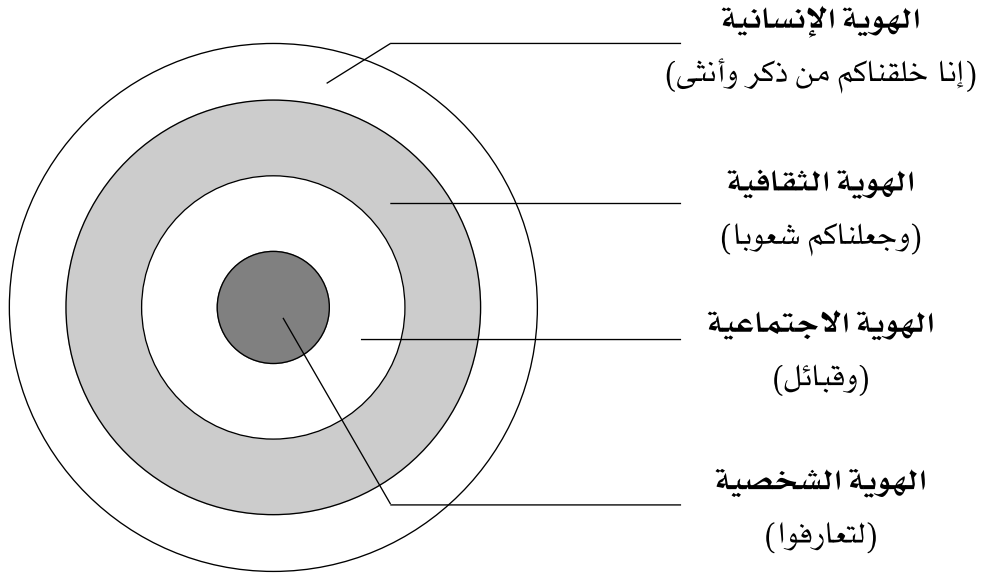 الهوية الإنسانية
(إنا خلقناكم من ذكر وأنثى)
الهوية الثقافية
(وجعلناكم شعوبا)
الهوية الاجتماعية
(وقبائل)
الهوية الشخصية
(لتعارفوا)